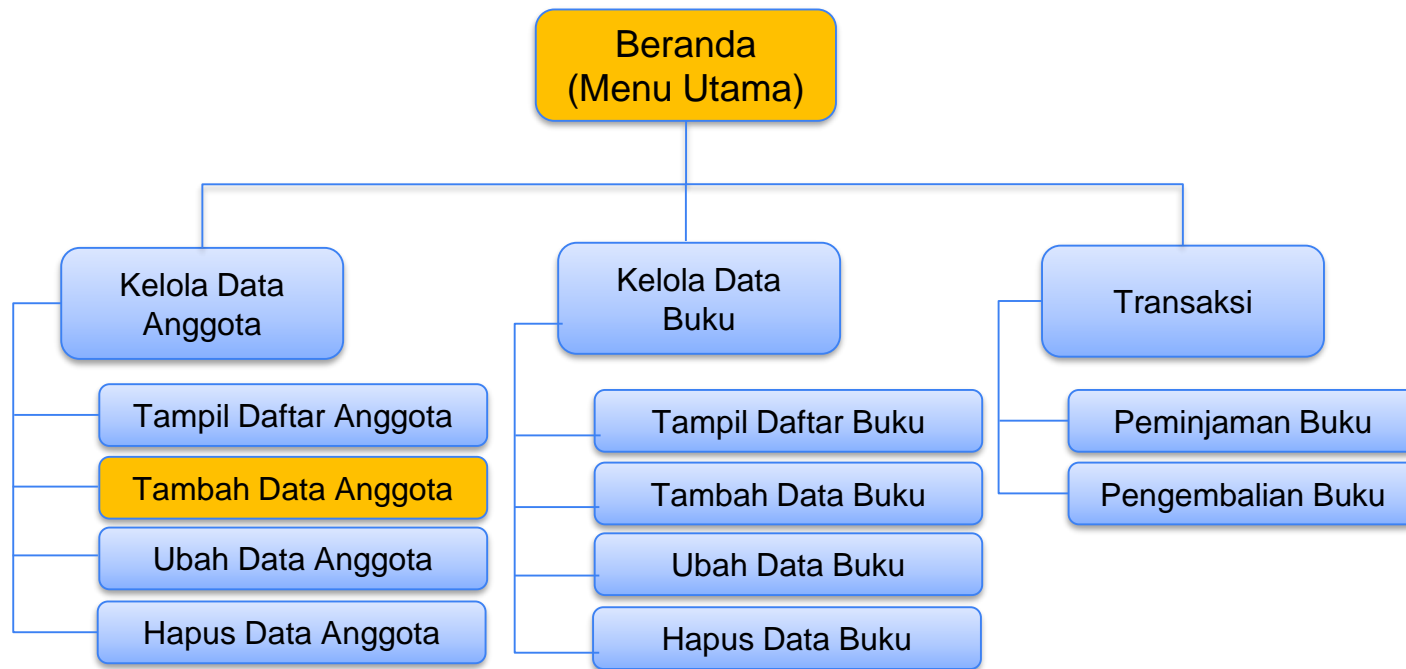 Beranda
(Menu Utama)
Kelola Data
Anggota
Tampil Daftar Anggota
Tambah Data Anggota
Ubah Data Anggota
Hapus Data Anggota
Kelola Data
Buku
Tampil Daftar Buku
Tambah Data Buku
Ubah Data Buku
Hapus Data Buku
Transaksi
Peminjaman Buku
Pengembalian Buku